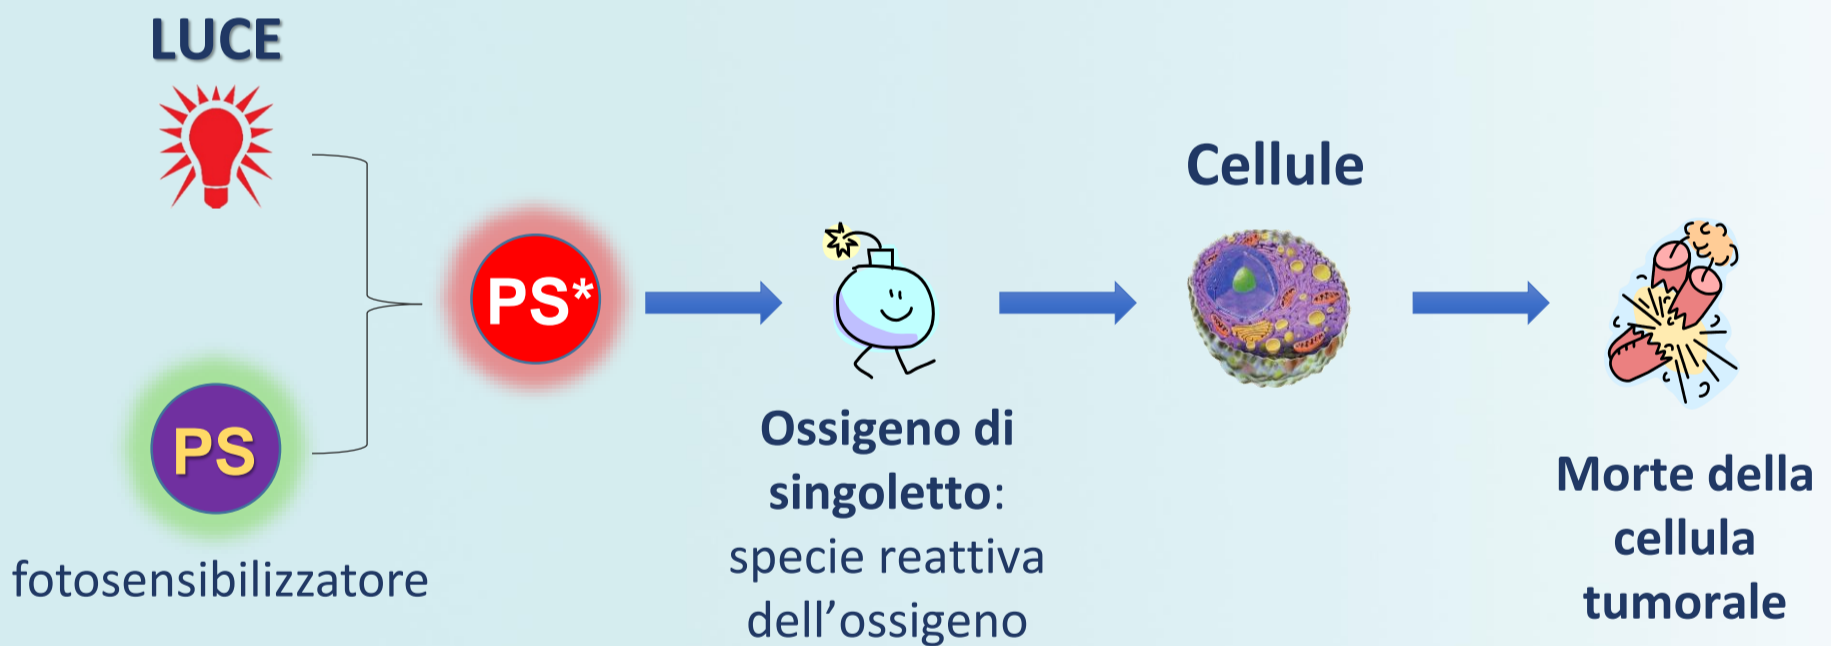 LUCE
PS
fotosensibilizzatore
PS*
Ossigeno di
singoletto:
specie reattiva
dell’ossigeno
Cellule
Morte della
cellula
tumorale